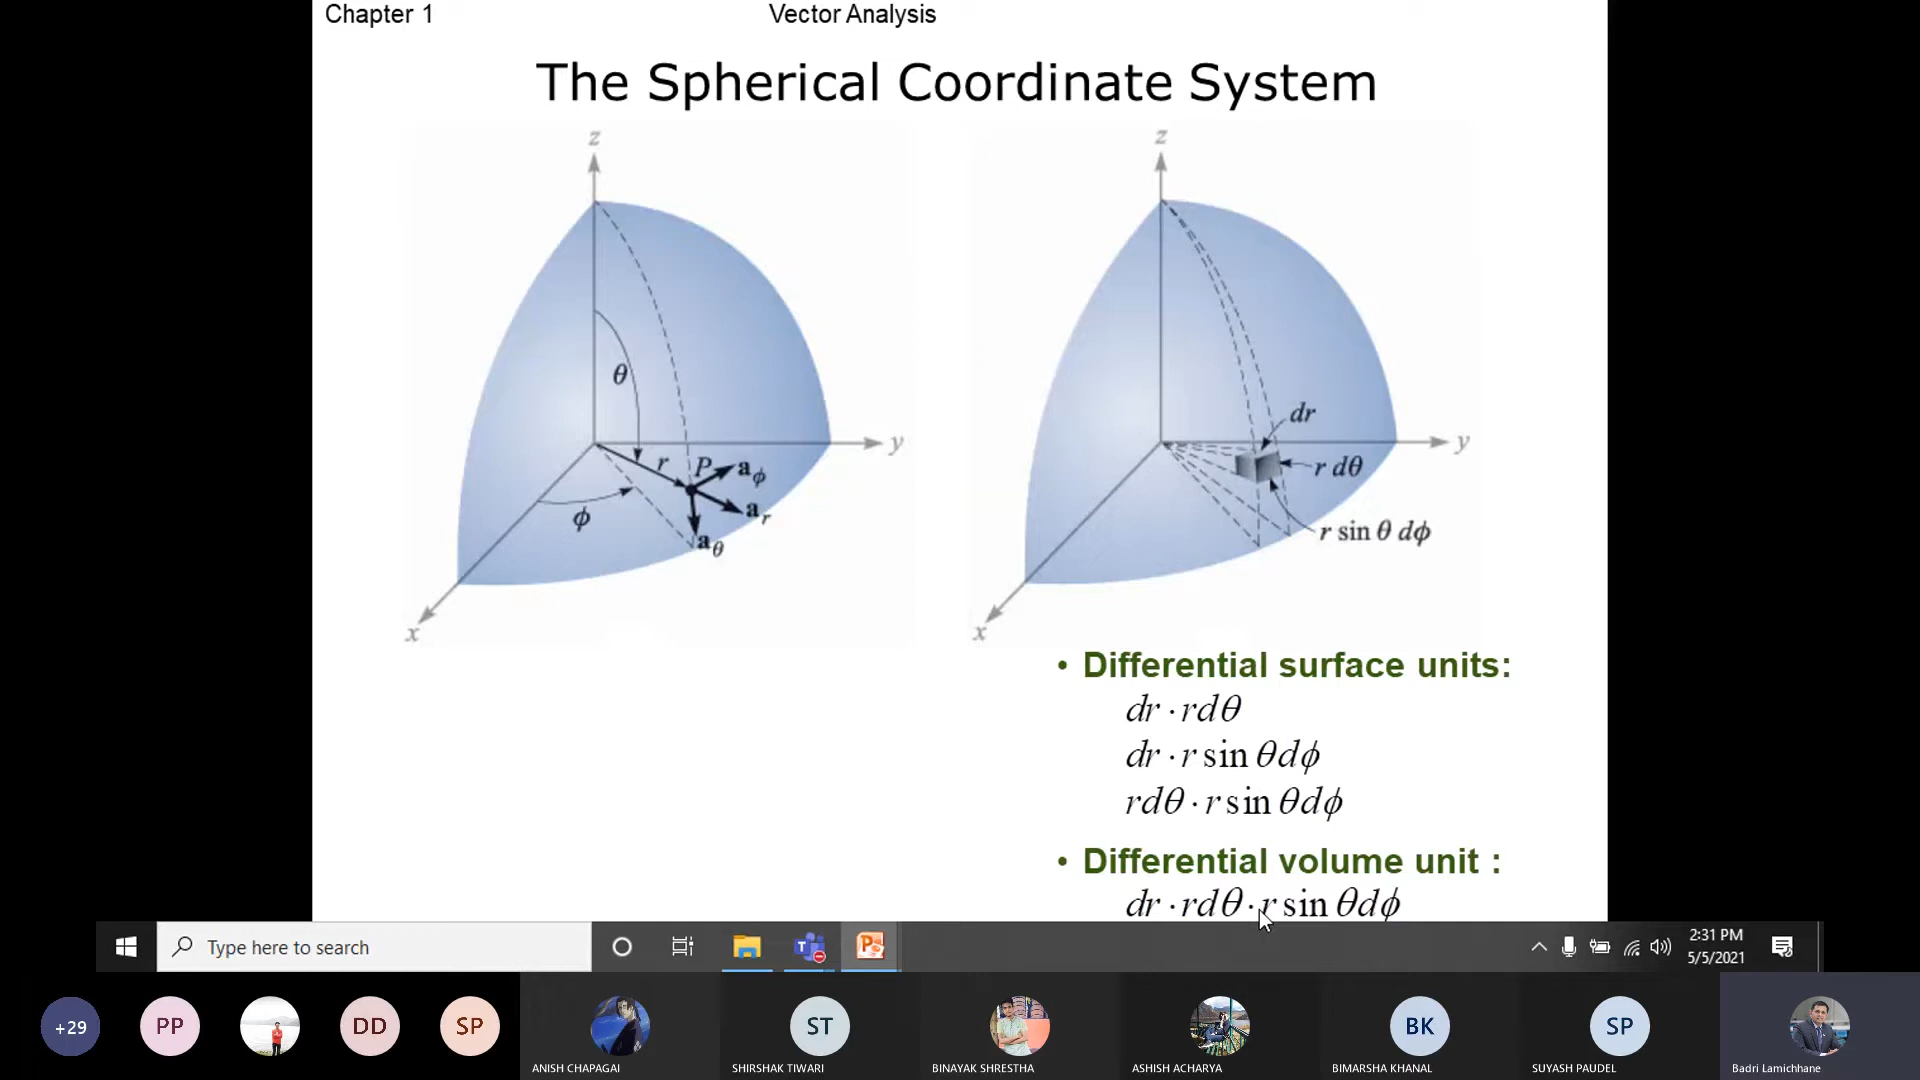 Chapter 1
Vector Analysis
The Spherical Coordinate System
z
θ
r
P
a_ϕ
a_r
a_θ
ϕ
y
x
z
dr
y
r dθ
r sin θ dϕ
x
• Differential surface units:
dr · rdθ
dr · r sin θdϕ
rdθ · r sin θdϕ
• Differential volume unit :
dr · rdθ · r sin θdϕ
Type here to search
2:31 PM
5/5/2021
+29
PP
DD
SP
ST
BK
SP
ANISH CHAPAGAI
SHIRSHAK TIWARI
BINAYAK SHRESTHA
ASHISH ACHARYA
BIMARSHA KHANAL
SUYASH PAUDEL
Badri Lamichhane